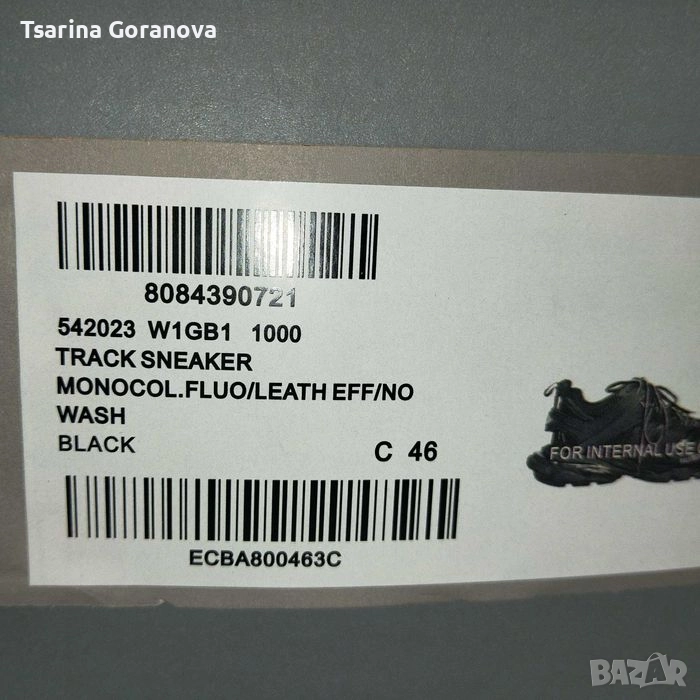 Tsarina Goranova
8084390721
542023 W1GB1 1000
TRACK SNEAKER
MONOCOL.FLUO/LEATH EFF/NO
WASH
BLACK
C 46
FOR INTERNAL USE
ECBA800463C
BAZAR